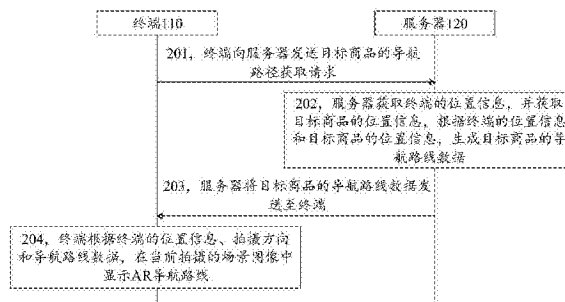 终端110
服务器120
201，终端向服务器发送目标商品的导航
路径获取请求
202，服务器获取终端的位置信息，并获取
目标商品的位置信息，根据终端的位置信息
和目标商品的位置信息，生成目标商品的导
航路线数据
203，服务器将目标商品的导航路线数据发
送至终端
204，终端根据终端的位置信息、拍摄方向
和导航路线数据，在当前拍摄的场景图像中
显示AR导航路线